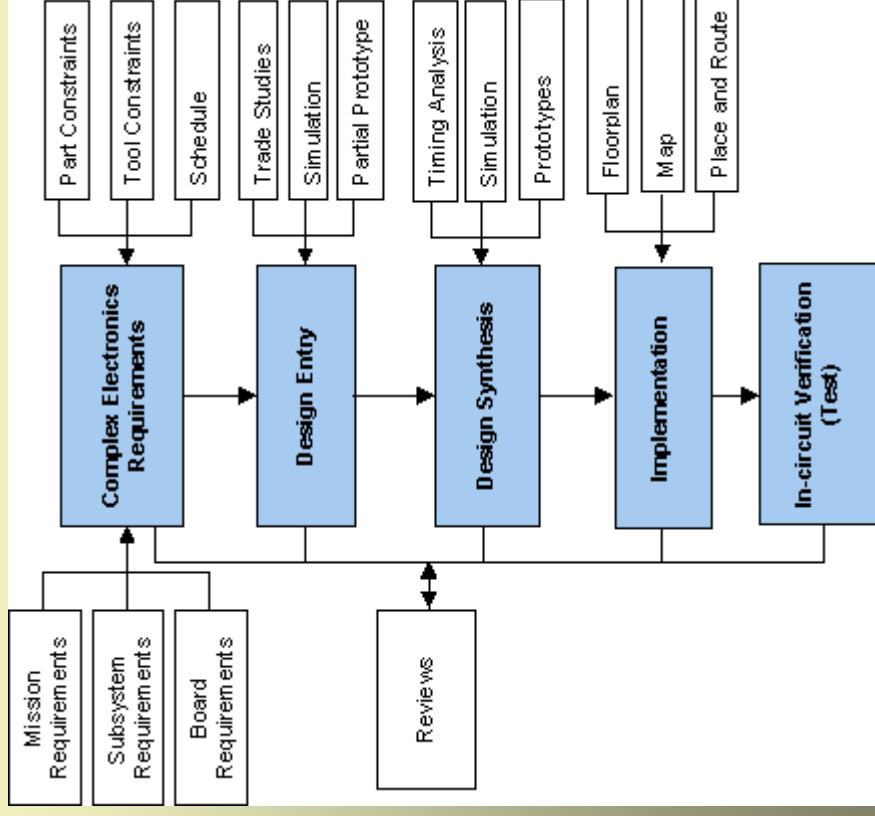 Mission
Requirements
Subsystem
Requirements
Board
Requirements
Complex Electronics
Requirements
Part Constraints
Tool Constraints
Schedule
Design Entry
Trade Studies
Simulation
Partial Prototype
Reviews
Design Synthesis
Timing Analysis
Simulation
Prototypes
Implementation
Floorplan
Map
Place and Route
In-circuit Verification
(Test)